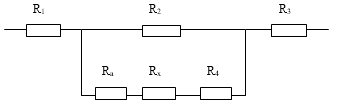 R₁ R₂ R₃
Rₐ Rₓ R₄